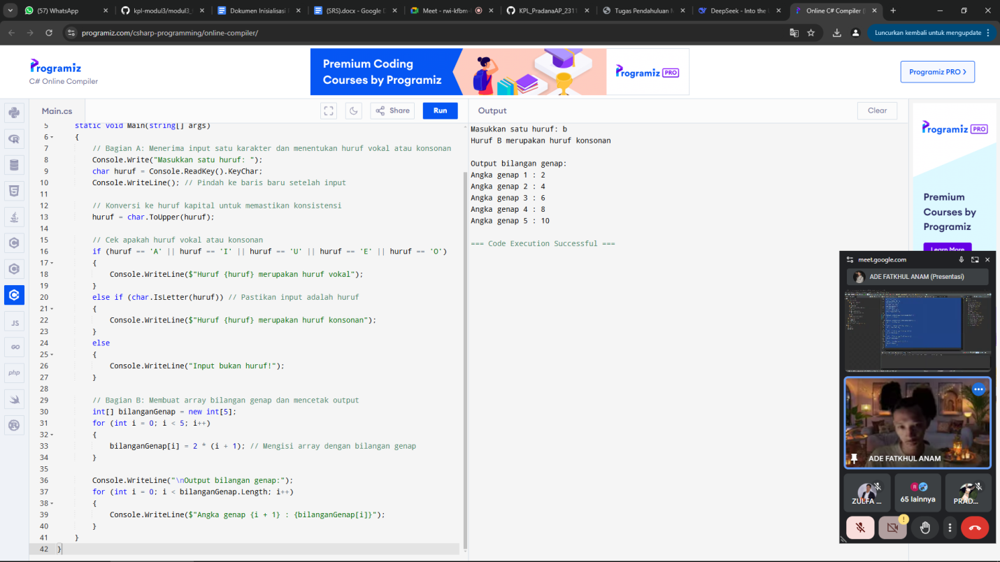 (57) WhatsApp
kpl-modul3/modul3_
Dokumen Inisialisasi
(SRS).docx - Google D
Meet - rwi-kfbm-
KPL_PradanaAP_2311
Tugas Pendahuluan M
DeepSeek - Into the
Online C# Compiler (
programiz.com/csharp-programming/online-compiler/
Luncurkan kembali untuk mengupdate
Programiz
C# Online Compiler
Premium Coding
Courses by Programiz
Programiz PRO
Programiz PRO >
Main.cs
Share
Run
Output
Clear
5 static void Main(string[] args)
6 {
7 // Bagian A: Menerima input satu karakter dan menentukan huruf vokal atau konsonan
8 Console.Write("Masukkan satu huruf: ");
9 char huruf = Console.ReadKey().KeyChar;
10 Console.WriteLine(); // Pindah ke baris baru setelah input
11
12 // Konversi ke huruf kapital untuk memastikan konsistensi
13 huruf = char.ToUpper(huruf);
14
15 // Cek apakah huruf vokal atau konsonan
16 if (huruf == 'A' || huruf == 'I' || huruf == 'U' || huruf == 'E' || huruf == 'O')
17 {
18 Console.WriteLine($"Huruf {huruf} merupakan huruf vokal");
19 }
20 else if (char.IsLetter(huruf)) // Pastikan input adalah huruf
21 {
22 Console.WriteLine($"Huruf {huruf} merupakan huruf konsonan");
23 }
24 else
25 {
26 Console.WriteLine("Input bukan huruf!");
27 }
28
29 // Bagian B: Membuat array bilangan genap dan mencetak output
30 int[] bilanganGenap = new int[5];
31 for (int i = 0; i < 5; i++)
32 {
33 bilanganGenap[i] = 2 * (i + 1); // Mengisi array dengan bilangan genap
34 }
35
36 Console.WriteLine("\nOutput bilangan genap:");
37 for (int i = 0; i < bilanganGenap.Length; i++)
38 {
39 Console.WriteLine($"Angka genap {i + 1} : {bilanganGenap[i]}");
40 }
41 }
42 }
Masukkan satu huruf: b
Huruf B merupakan huruf konsonan
Output bilangan genap:
Angka genap 1 : 2
Angka genap 2 : 4
Angka genap 3 : 6
Angka genap 4 : 8
Angka genap 5 : 10
=== Code Execution Successful ===
JS
GO
php
Programiz PRO
Premium
Courses by
Programiz
Learn More
meet.google.com
ADE FATKHUL ANAM (Presentasi)
ADE FATKHUL ANAM
ZULFA ...
R
65 lainnya
PRAD...